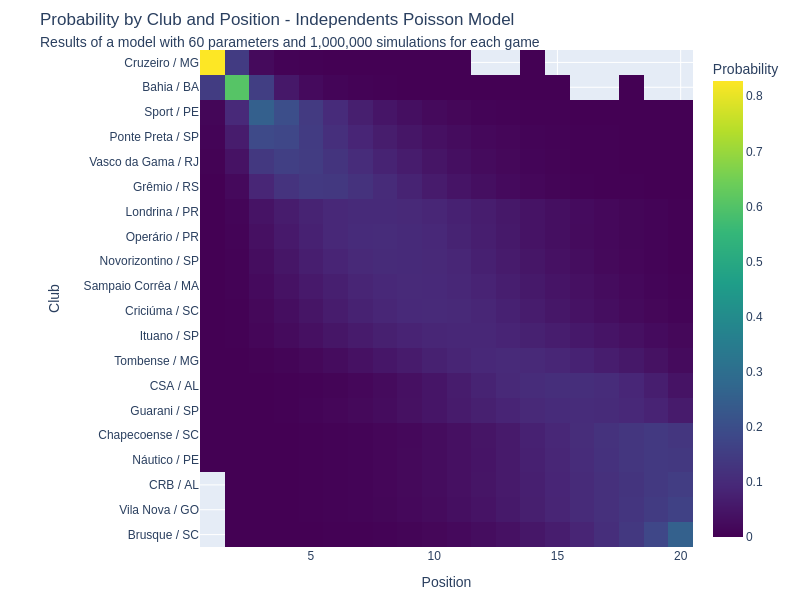 Probability by Club and Position - Independents Poisson Model
Results of a model with 60 parameters and 1,000,000 simulations for each game
Probability
Club
Cruzeiro / MG
Bahia / BA
Sport / PE
Ponte Preta / SP
Vasco da Gama / RJ
Grêmio / RS
Londrina / PR
Operário / PR
Novorizontino / SP
Sampaio Corrêa / MA
Criciúma / SC
Ituano / SP
Tombense / MG
CSA / AL
Guarani / SP
Chapecoense / SC
Náutico / PE
CRB / AL
Vila Nova / GO
Brusque / SC
0.8
0.7
0.6
0.5
0.4
0.3
0.2
0.1
0
5 10 15 20
Position